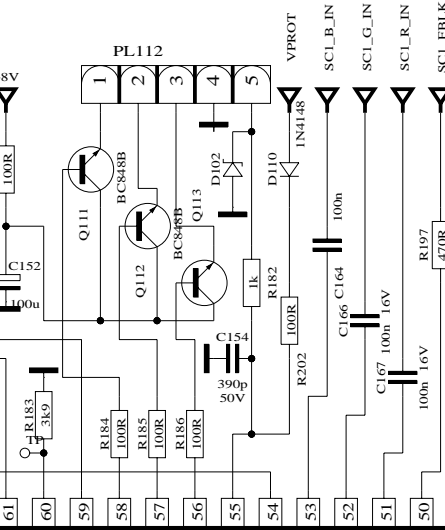 PL112
8V
VPROT
SC1_B_IN
SC1_G_IN
SC1_R_IN
SC1_FBLK
1
2
3
4
5
1N4148
100R
BC848B
D102
D110
Q111
BC848B
Q113
100n
Q112
C152
100u
1k
R182
R197
470R
C164
C166
100n 16V
100R
R202
C154
390p
50V
C167
100n 16V
R183
3k9
TP
R184
100R
R185
100R
R186
100R
61
60
59
58
57
56
55
54
53
52
51
50